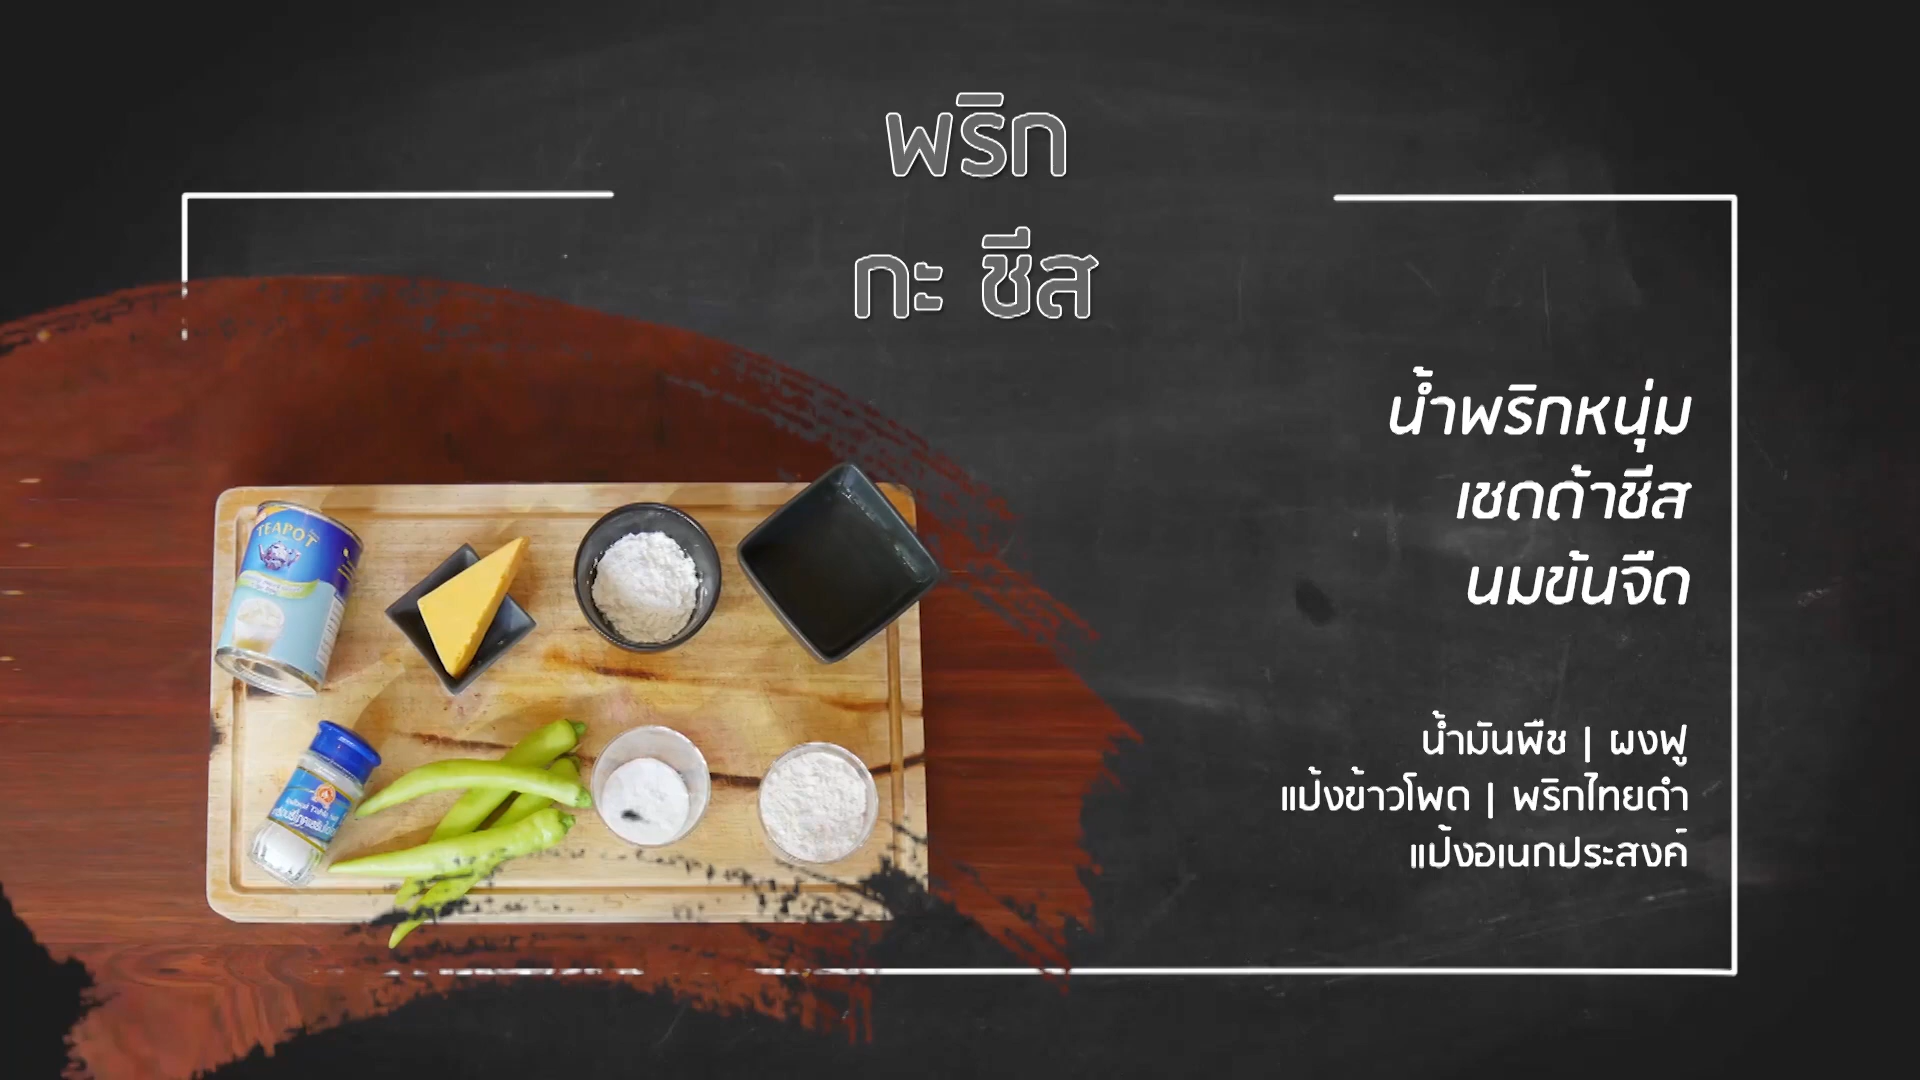 พริก
กะ ชีส
น้ำพริกหนุ่ม
เชดด้าชีส
นมข้นจืด
น้ำมันพืช | ผงฟู
แป้งข้าวโพด | พริกไทยดำ
แป้งอเนกประสงค์
TEAPOT